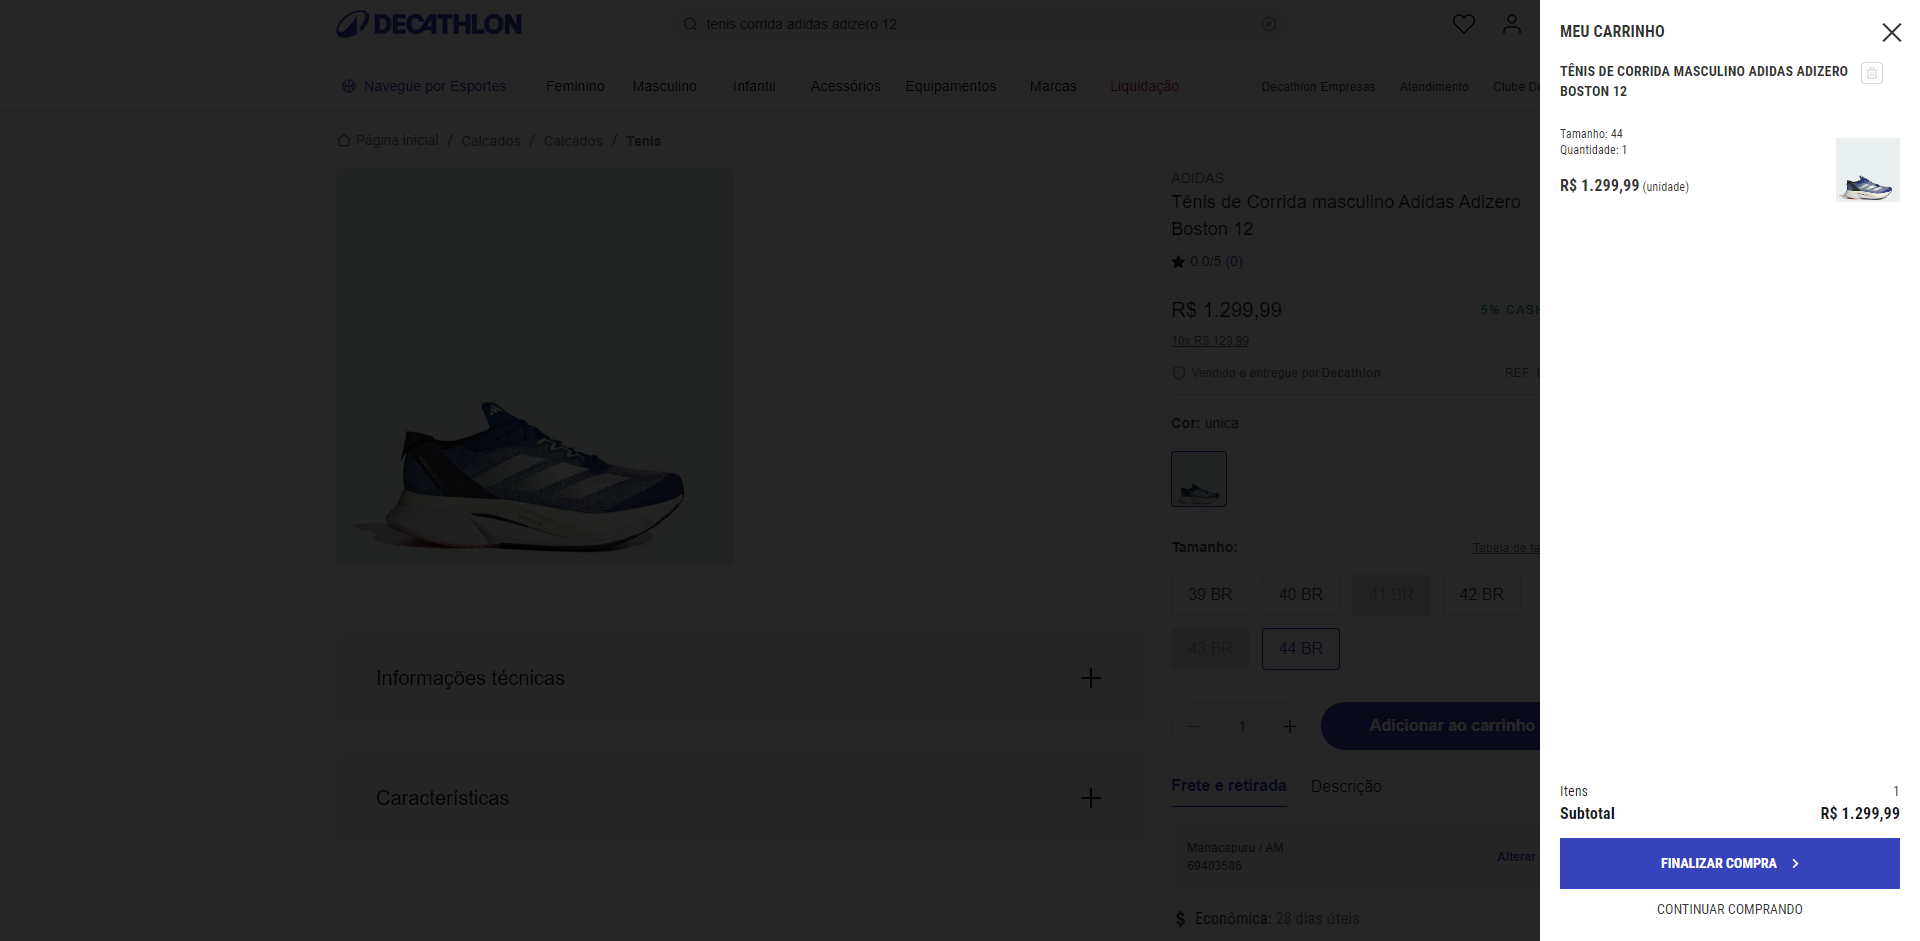 DECATHLON
tenis corrida adidas adizero 12
Navegue por Esportes
Feminino
Masculino
Infantil
Acessórios
Equipamentos
Marcas
Liquidação
Decathlon Empresas
Atendimento
Clube De
Página inicial / Calcados / Calcados / Tenis
ADIDAS
Tênis de Corrida masculino Adidas Adizero
Boston 12
0.0/5 (0)
R$ 1.299,99
5% CASH
10x R$ 129,99
Vendido e entregue por Decathlon
REF:
Cor: unica
Tamanho:
Tabela de ta
39 BR
40 BR
41 BR
42 BR
43 BR
44 BR
1
Adicionar ao carrinho
Frete e retirada
Descrição
Manacapuru / AM
69403586
Alterar
Econômica: 28 dias úteis
Informações técnicas
Características
MEU CARRINHO
TÊNIS DE CORRIDA MASCULINO ADIDAS ADIZERO
BOSTON 12
Tamanho: 44
Quantidade: 1
R$ 1.299,99 (unidade)
Itens 1
Subtotal R$ 1.299,99
FINALIZAR COMPRA
CONTINUAR COMPRANDO